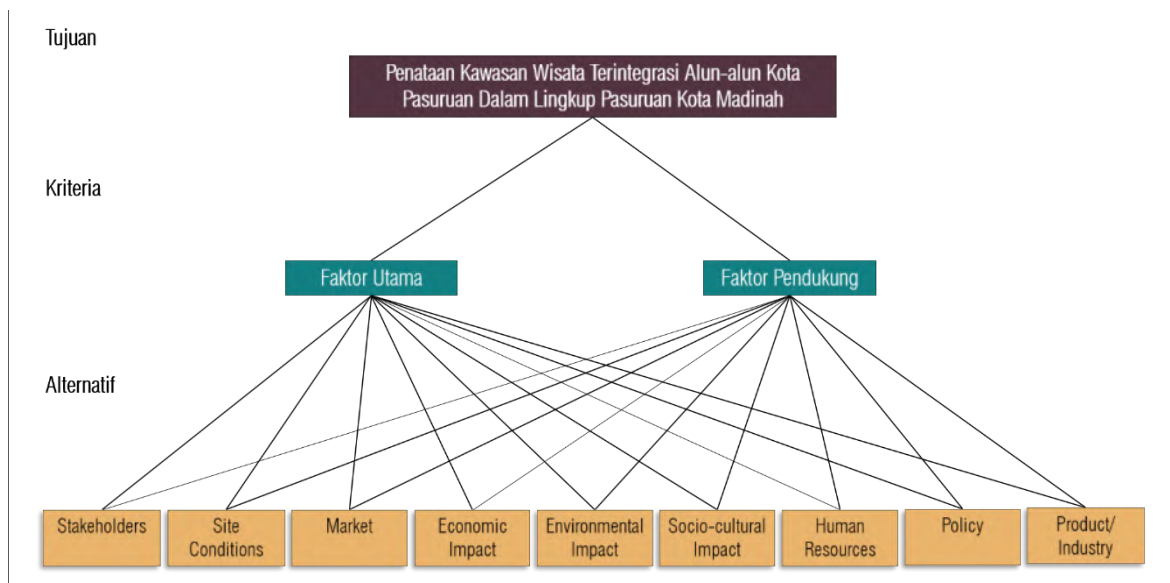 Tujuan
Penataan Kawasan Wisata Terintegrasi Alun-alun Kota
Pasuruan Dalam Lingkup Pasuruan Kota Madinah
Kriteria
Faktor Utama
Faktor Pendukung
Alternatif
Stakeholders
Site
Conditions
Market
Economic
Impact
Environmental
Impact
Socio-cultural
Impact
Human
Resources
Policy
Product/
Industry